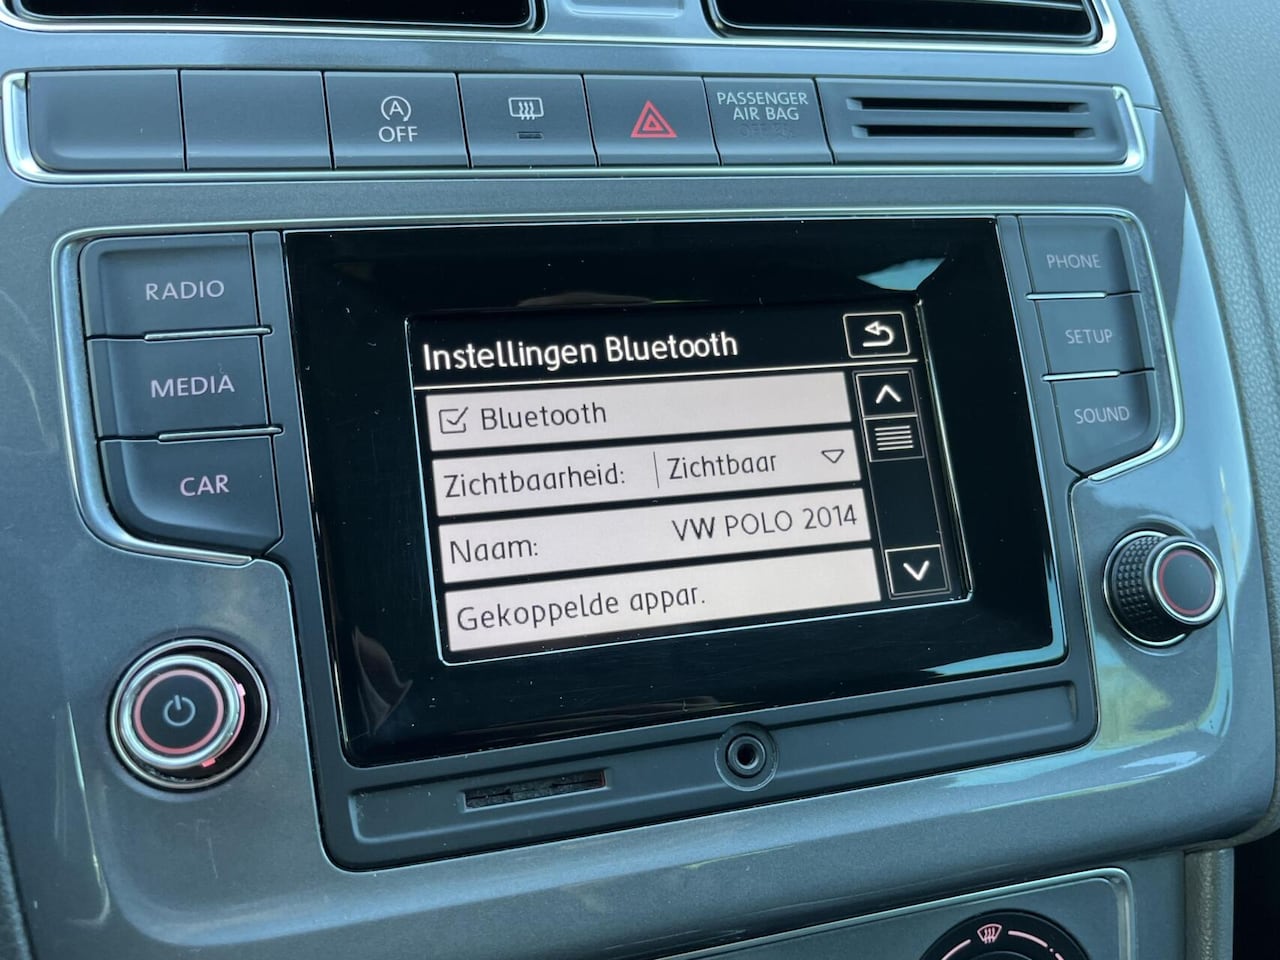 OFF
PASSENGER
AIR BAG
RADIO
MEDIA
CAR
Instellingen Bluetooth
Bluetooth
Zichtbaarheid: Zichtbaar
Naam: VW POLO 2014
Gekoppelde appar.
PHONE
SETUP
SOUND